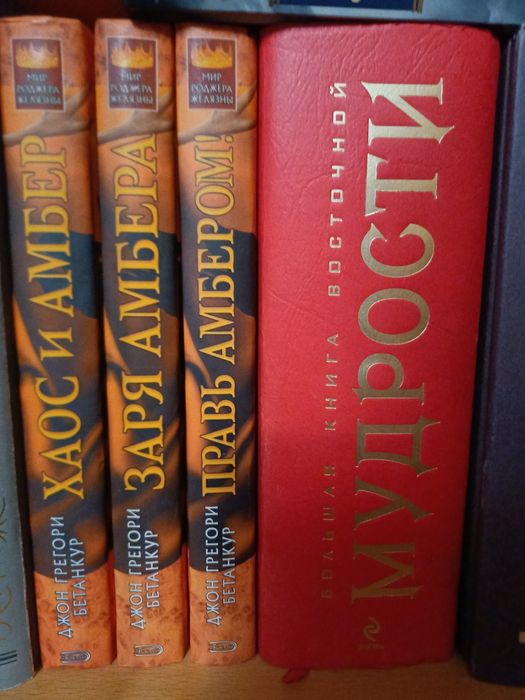 МИР
РОДЖЕРА
ЖЕЛЯЗНЫ
ХАОС И АМБЕР
ДЖОН ГРЕГОРИ
БЕТАНКУР
МИР
РОДЖЕРА
ЖЕЛЯЗНЫ
ЗАРЯ АМБЕРА
ДЖОН ГРЕГОРИ
БЕТАНКУР
МИР
РОДЖЕРА
ЖЕЛЯЗНЫ
ПРАВЬ АМБЕРОМ!
ДЖОН ГРЕГОРИ
БЕТАНКУР
БОЛЬШАЯ КНИГА ВОСТОЧНОЙ
МУДРОСТИ